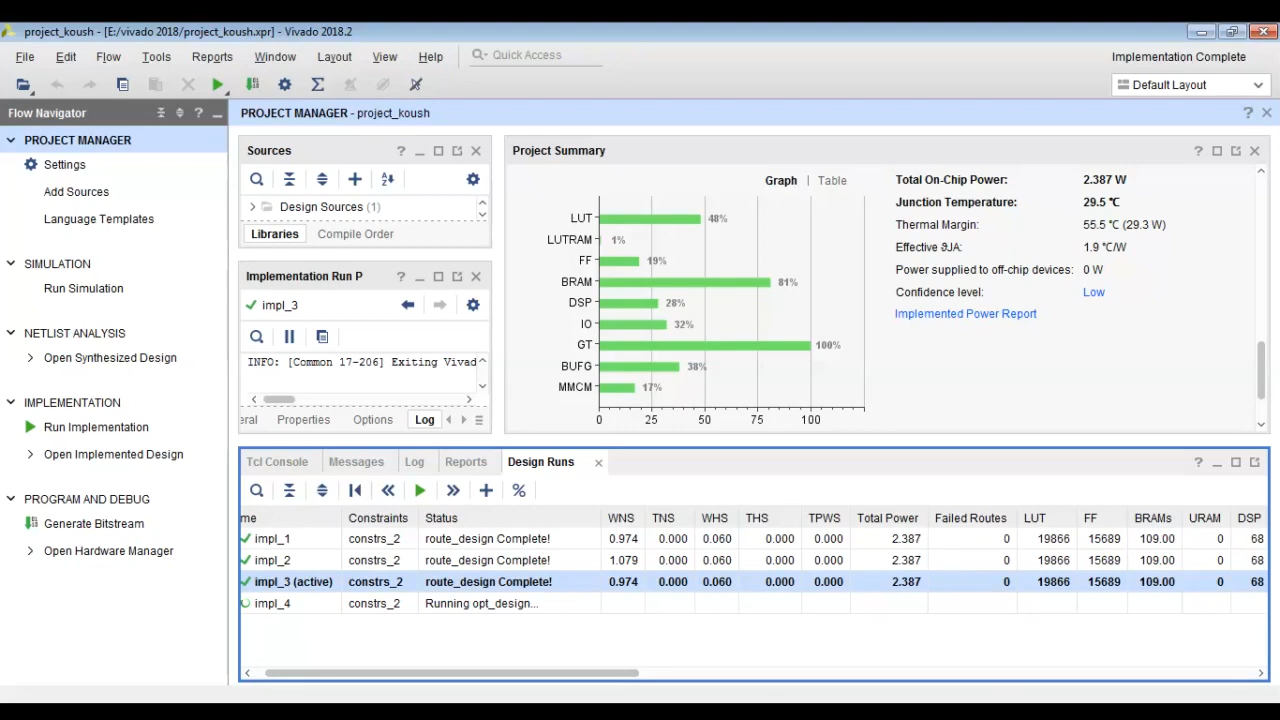 project_koush - [E:/vivado 2018/project_koush.xpr] - Vivado 2018.2
File Edit Flow Tools Reports Window Layout View Help Quick Access
Implementation Complete
Default Layout
Flow Navigator
PROJECT MANAGER
Settings
Add Sources
Language Templates
SIMULATION
Run Simulation
NETLIST ANALYSIS
Open Synthesized Design
IMPLEMENTATION
Run Implementation
Open Implemented Design
PROGRAM AND DEBUG
Generate Bitstream
Open Hardware Manager
PROJECT MANAGER - project_koush
Sources
Design Sources (1)
Libraries Compile Order
Implementation Run P
impl_3
INFO: [Common 17-206] Exiting Vivad
eral Properties Options Log
Project Summary
Graph | Table
LUT 48%
LUTRAM 1%
FF 19%
BRAM 81%
DSP 28%
IO 32%
GT 100%
BUFG 38%
MMCM 17%
0 25 50 75 100
Total On-Chip Power: 2.387 W
Junction Temperature: 29.5 ℃
Thermal Margin: 55.5 ℃ (29.3 W)
Effective ϑJA: 1.9 ℃/W
Power supplied to off-chip devices: 0 W
Confidence level: Low
Implemented Power Report
Tcl Console Messages Log Reports Design Runs
me Constraints Status WNS TNS WHS THS TPWS Total Power Failed Routes LUT FF BRAMs URAM DSP
impl_1 constrs_2 route_design Complete! 0.974 0.000 0.060 0.000 0.000 2.387 0 19866 15689 109.00 0 68
impl_2 constrs_2 route_design Complete! 1.079 0.000 0.060 0.000 0.000 2.387 0 19866 15689 109.00 0 68
impl_3 (active) constrs_2 route_design Complete! 0.974 0.000 0.060 0.000 0.000 2.387 0 19866 15689 109.00 0 68
impl_4 constrs_2 Running opt_design...